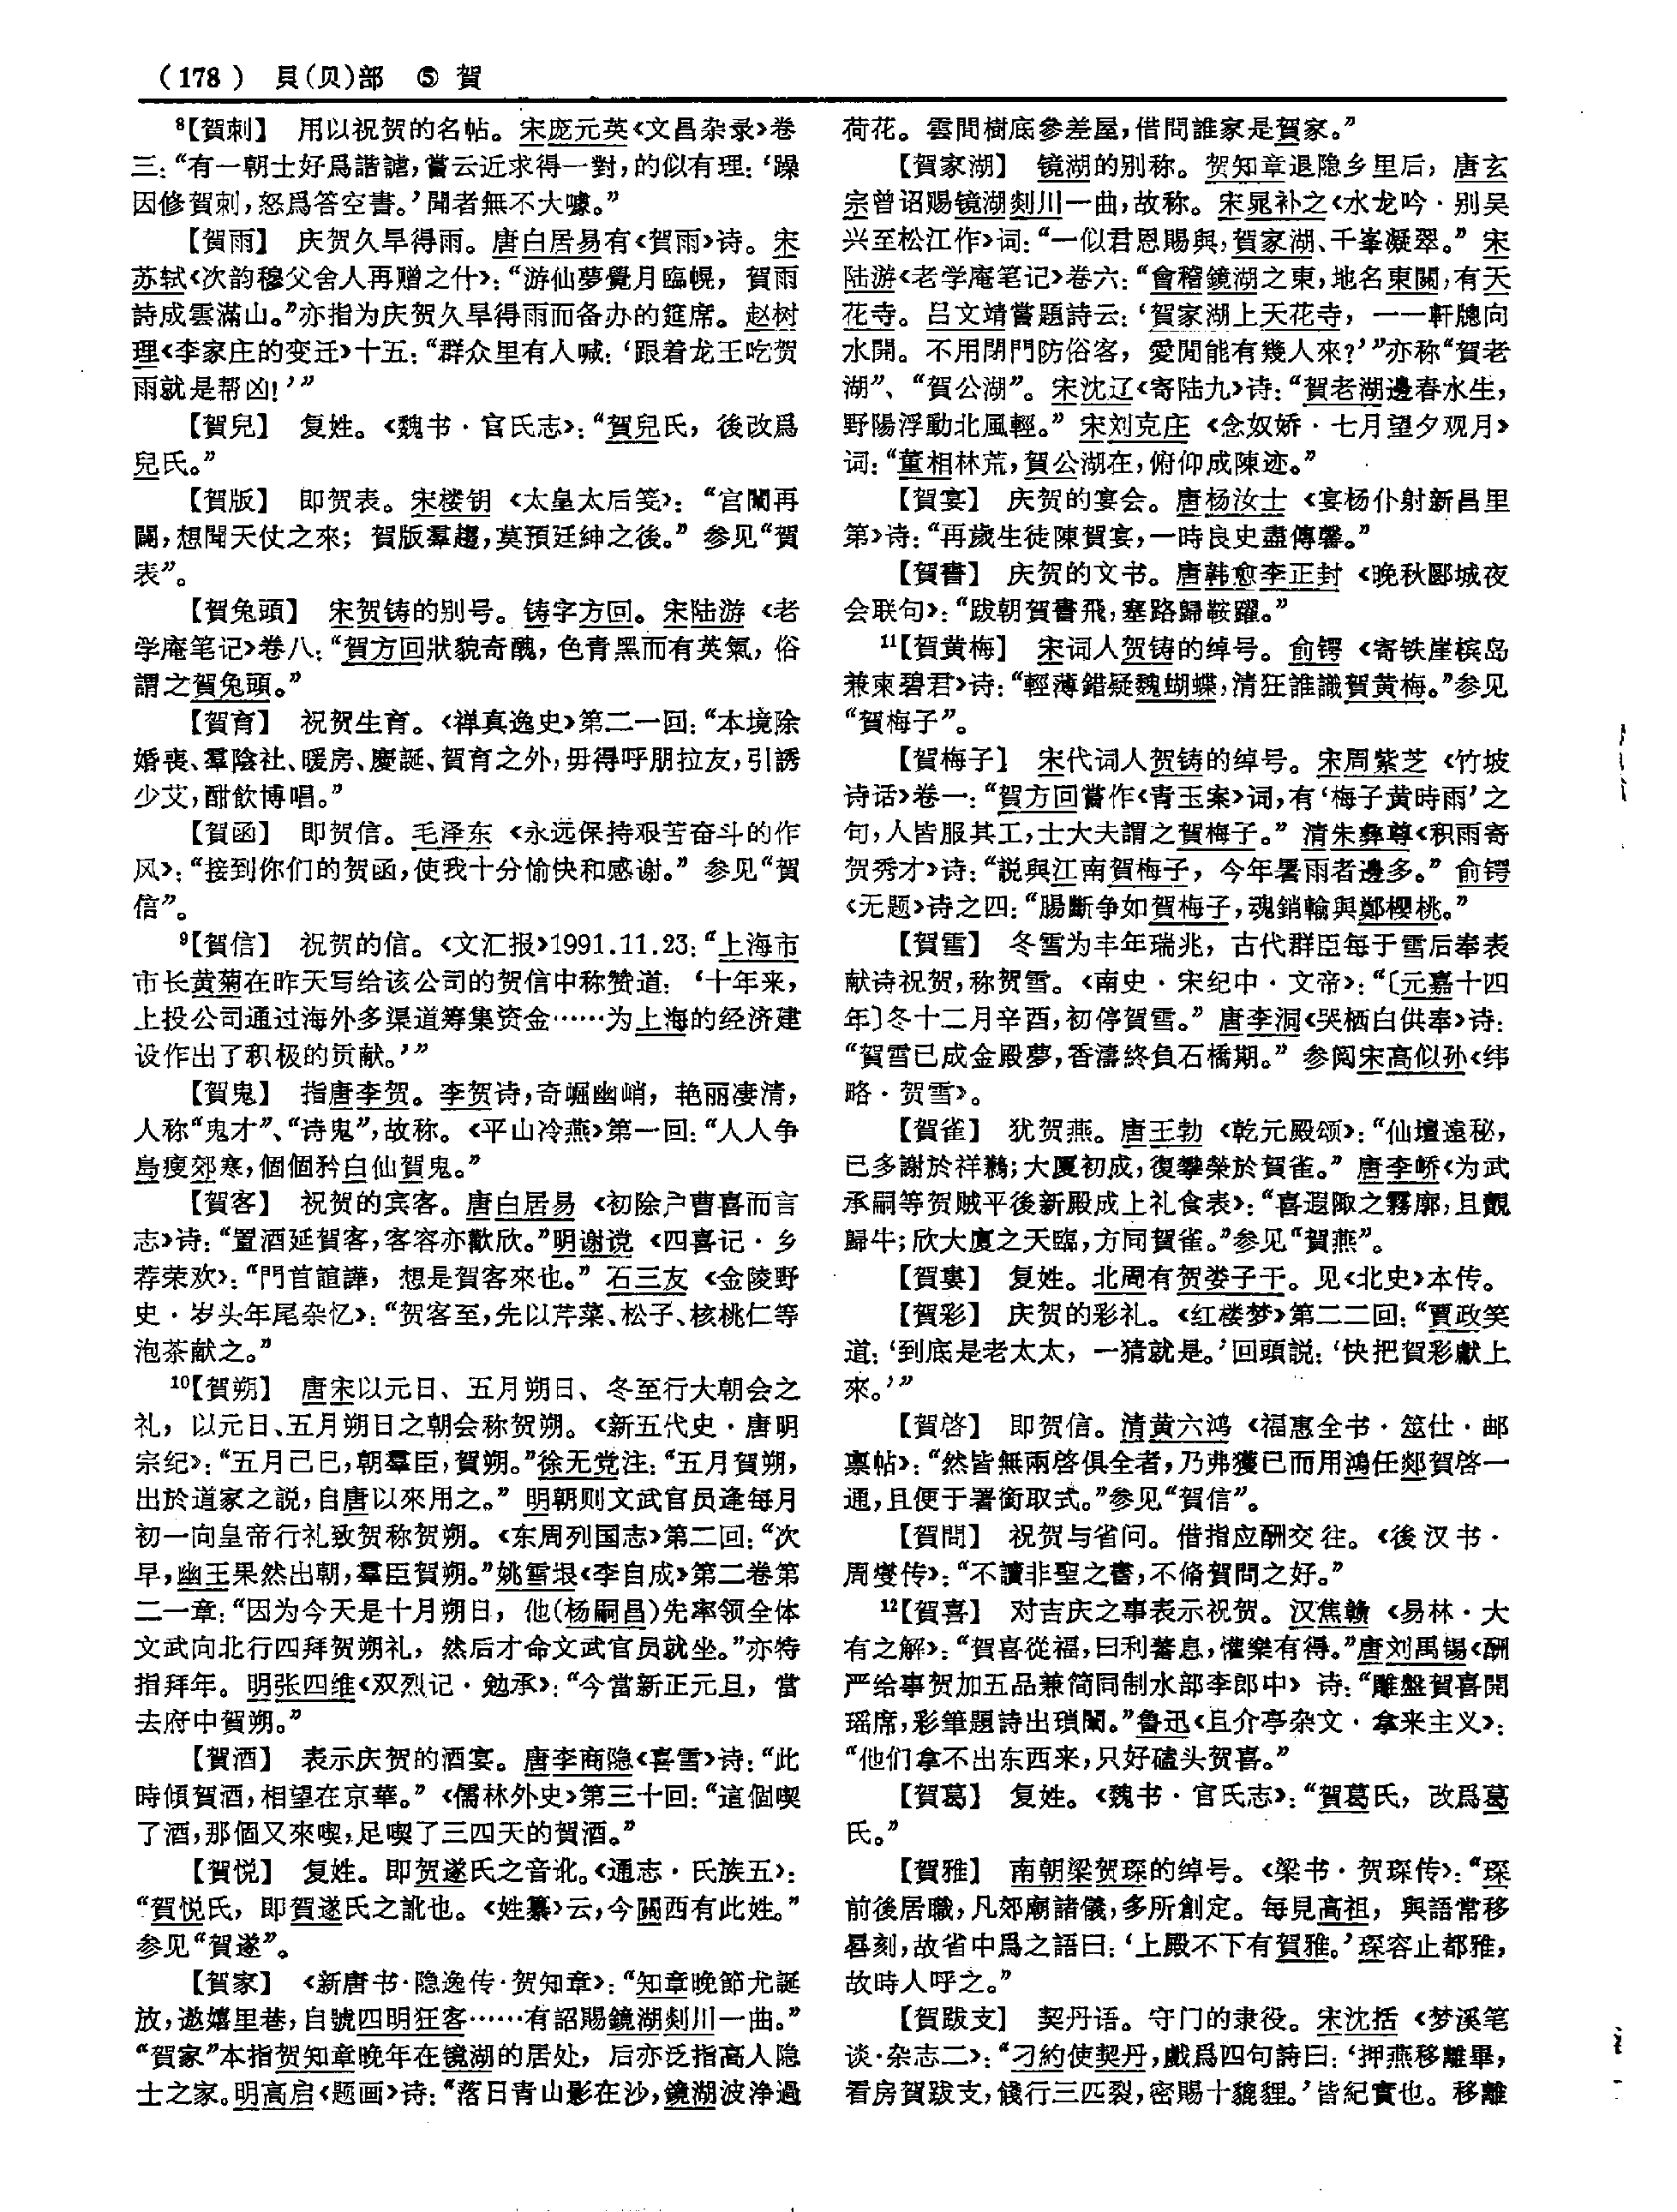 （178） 貝(贝)部 ⑤ 賀
⁸【賀刺】 用以祝贺的名帖。宋庞元英《文昌杂录》卷
三：“有一朝士好爲諧謔，嘗云近求得一對，的似有理：‘躁
因修賀刺，怒爲答空書。’聞者無不大噱。”
【賀雨】 庆贺久旱得雨。唐白居易有《賀雨》诗。宋
苏轼《次韵穆父舍人再赠之什》：“游仙夢覺月臨幌，賀雨
詩成雲滿山。”亦指为庆贺久旱得雨而备办的筵席。赵树
理《李家庄的变迁》十五：“群众里有人喊：‘跟着龙王吃贺
雨就是帮凶！’”
【賀兒】 复姓。《魏书·官氏志》：“賀兒氏，後改爲
兒氏。”
【賀版】 即贺表。宋楼钥《太皇太后笺》：“宫闈再
闢，想聞天仗之來；賀版羣趨，莫預廷紳之後。”参见“賀
表”。
【賀兔頭】 宋贺铸的别号。铸字方回。宋陆游《老
学庵笔记》卷八：“賀方回狀貌奇醜，色青黑而有英氣，俗
謂之賀兔頭。”
【賀育】 祝贺生育。《禅真逸史》第二一回：“本境除
婚喪、羣陰社、暖房、慶誕、賀育之外，毋得呼朋拉友，引誘
少艾，酣飲博唱。”
【賀函】 即贺信。毛泽东《永远保持艰苦奋斗的作
风》：“接到你们的贺函，使我十分愉快和感谢。”参见“賀
信”。
⁹【賀信】 祝贺的信。《文汇报》1991.11.23：“上海市
市长黄菊在昨天写给该公司的贺信中称赞道：‘十年来，
上投公司通过海外多渠道筹集资金……为上海的经济建
设作出了积极的贡献。’”
【賀鬼】 指唐李贺。李贺诗，奇崛幽峭，艳丽凄清，
人称“鬼才”、“诗鬼”，故称。《平山冷燕》第一回：“人人争
島瘦郊寒，個個矜白仙賀鬼。”
【賀客】 祝贺的宾客。唐白居易《初除户曹喜而言
志》诗：“置酒延賀客，客容亦歡欣。”明谢谠《四喜记·乡
荐荣欢》：“門首諠譁，想是賀客來也。”石三友《金陵野
史·岁头年尾杂忆》：“贺客至，先以芹菜、松子、核桃仁等
泡茶献之。”
¹⁰【賀朔】 唐宋以元日、五月朔日、冬至行大朝会之
礼，以元日、五月朔日之朝会称贺朔。《新五代史·唐明
宗纪》：“五月己巳，朝羣臣，賀朔。”徐无党注：“五月賀朔，
出於道家之説，自唐以來用之。”明朝则文武官员逢每月
初一向皇帝行礼致贺称贺朔。《东周列国志》第二回：“次
早，幽王果然出朝，羣臣賀朔。”姚雪垠《李自成》第二卷第
二一章：“因为今天是十月朔日，他(杨嗣昌)先率领全体
文武向北行四拜贺朔礼，然后才命文武官员就坐。”亦特
指拜年。明张四维《双烈记·勉承》：“今當新正元旦，當
去府中賀朔。”
【賀酒】 表示庆贺的酒宴。唐李商隐《喜雪》诗：“此
時傾賀酒，相望在京華。”《儒林外史》第三十回：“這個喫
了酒，那個又來喫，足喫了三四天的賀酒。”
【賀悦】 复姓。即贺遂氏之音讹。《通志·氏族五》：
“賀悦氏，即賀遂氏之訛也。《姓纂》云，今關西有此姓。”
参见“賀遂”。
【賀家】 《新唐书·隐逸传·贺知章》：“知章晚節尤誕
放，遨嬉里巷，自號四明狂客……有詔賜鏡湖剡川一曲。”
“賀家”本指贺知章晚年在镜湖的居处，后亦泛指高人隐
士之家。明高启《题画》诗：“落日青山影在沙，鏡湖波净過
荷花。雲間樹底參差屋，借問誰家是賀家。”
【賀家湖】 镜湖的别称。贺知章退隐乡里后，唐玄
宗曾诏赐镜湖剡川一曲，故称。宋晁补之《水龙吟·别吴
兴至松江作》词：“一似君恩賜與，賀家湖、千峯凝翠。”宋
陆游《老学庵笔记》卷六：“會稽鏡湖之東，地名東關，有天
花寺。吕文靖嘗題詩云：‘賀家湖上天花寺，一一軒牕向
水開。不用閉門防俗客，愛閒能有幾人來？’”亦称“賀老
湖”、“賀公湖”。宋沈辽《寄陆九》诗：“賀老湖邊春水生，
野陽浮動北風輕。”宋刘克庄《念奴娇·七月望夕观月》
词：“董相林荒，賀公湖在，俯仰成陳迹。”
【賀宴】 庆贺的宴会。唐杨汝士《宴杨仆射新昌里
第》诗：“再歲生徒陳賀宴，一時良史盡傳馨。”
【賀書】 庆贺的文书。唐韩愈李正封《晚秋郾城夜
会联句》：“跋朝賀書飛，塞路歸鞍躍。”
¹¹【賀黄梅】 宋词人贺铸的绰号。俞锷《寄铁崖槟岛
兼柬碧君》诗：“輕薄錯疑魏蝴蝶，清狂誰識賀黄梅。”参见
“賀梅子”。
【賀梅子】 宋代词人贺铸的绰号。宋周紫芝《竹坡
诗话》卷一：“賀方回嘗作《青玉案》词，有‘梅子黄時雨’之
句，人皆服其工，士大夫謂之賀梅子。”清朱彝尊《积雨寄
贺秀才》诗：“説與江南賀梅子，今年暑雨者邊多。”俞锷
《无题》诗之四：“腸斷争如賀梅子，魂銷輸與鄭櫻桃。”
【賀雪】 冬雪为丰年瑞兆，古代群臣每于雪后奉表
献诗祝贺，称贺雪。《南史·宋纪中·文帝》：“〔元嘉十四
年〕冬十二月辛酉，初停賀雪。”唐李洞《哭栖白供奉》诗：
“賀雪已成金殿夢，香濤終負石橋期。”参阅宋高似孙《纬
略·贺雪》。
【賀雀】 犹贺燕。唐王勃《乾元殿颂》：“仙壇遠秘，
已多謝於祥鶼；大厦初成，復攀榮於賀雀。”唐李峤《为武
承嗣等贺贼平後新殿成上礼食表》：“喜遐陬之霧廓，且覿
歸牛；欣大廈之天臨，方同賀雀。”参见“賀燕”。
【賀婁】 复姓。北周有贺娄子干。见《北史》本传。
【賀彩】 庆贺的彩礼。《红楼梦》第二二回：“賈政笑
道：‘到底是老太太，一猜就是。’回頭説：‘快把賀彩獻上
來。’”
【賀啓】 即贺信。清黄六鸿《福惠全书·筮仕·邮
禀帖》：“然皆無兩啓俱全者，乃弗獲已而用鴻任郯賀啓一
通，且便于署銜取式。”参见“賀信”。
【賀問】 祝贺与省问。借指应酬交往。《後汉书·
周燮传》：“不讀非聖之書，不脩賀問之好。”
¹²【賀喜】 对吉庆之事表示祝贺。汉焦赣《易林·大
有之解》：“賀喜從福，曰利蕃息，懽樂有得。”唐刘禹锡《酬
严给事贺加五品兼简同制水部李郎中》诗：“雕盤賀喜開
瑶席，彩筆題詩出瑣闈。”鲁迅《且介亭杂文·拿来主义》：
“他们拿不出东西来，只好磕头贺喜。”
【賀葛】 复姓。《魏书·官氏志》：“賀葛氏，改爲葛
氏。”
【賀雅】 南朝梁贺琛的绰号。《梁书·贺琛传》：“琛
前後居職，凡郊廟諸儀，多所創定。每見高祖，與語常移
晷刻，故省中爲之語曰：‘上殿不下有賀雅。’琛容止都雅，
故時人呼之。”
【賀跋支】 契丹语。守门的隶役。宋沈括《梦溪笔
谈·杂志二》：“刁約使契丹，戲爲四句詩曰：‘押燕移離畢，
看房賀跋支，餞行三匹裂，密賜十貔貍。’皆紀實也。移離